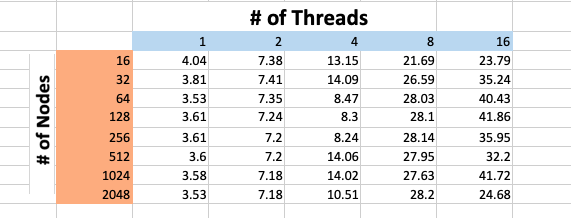 # of Threads
1 2 4 8 16
# of Nodes
16 4.04 7.38 13.15 21.69 23.79
32 3.81 7.41 14.09 26.59 35.24
64 3.53 7.35 8.47 28.03 40.43
128 3.61 7.24 8.3 28.1 41.86
256 3.61 7.2 8.24 28.14 35.95
512 3.6 7.2 14.06 27.95 32.2
1024 3.58 7.18 14.02 27.63 41.72
2048 3.53 7.18 10.51 28.2 24.68